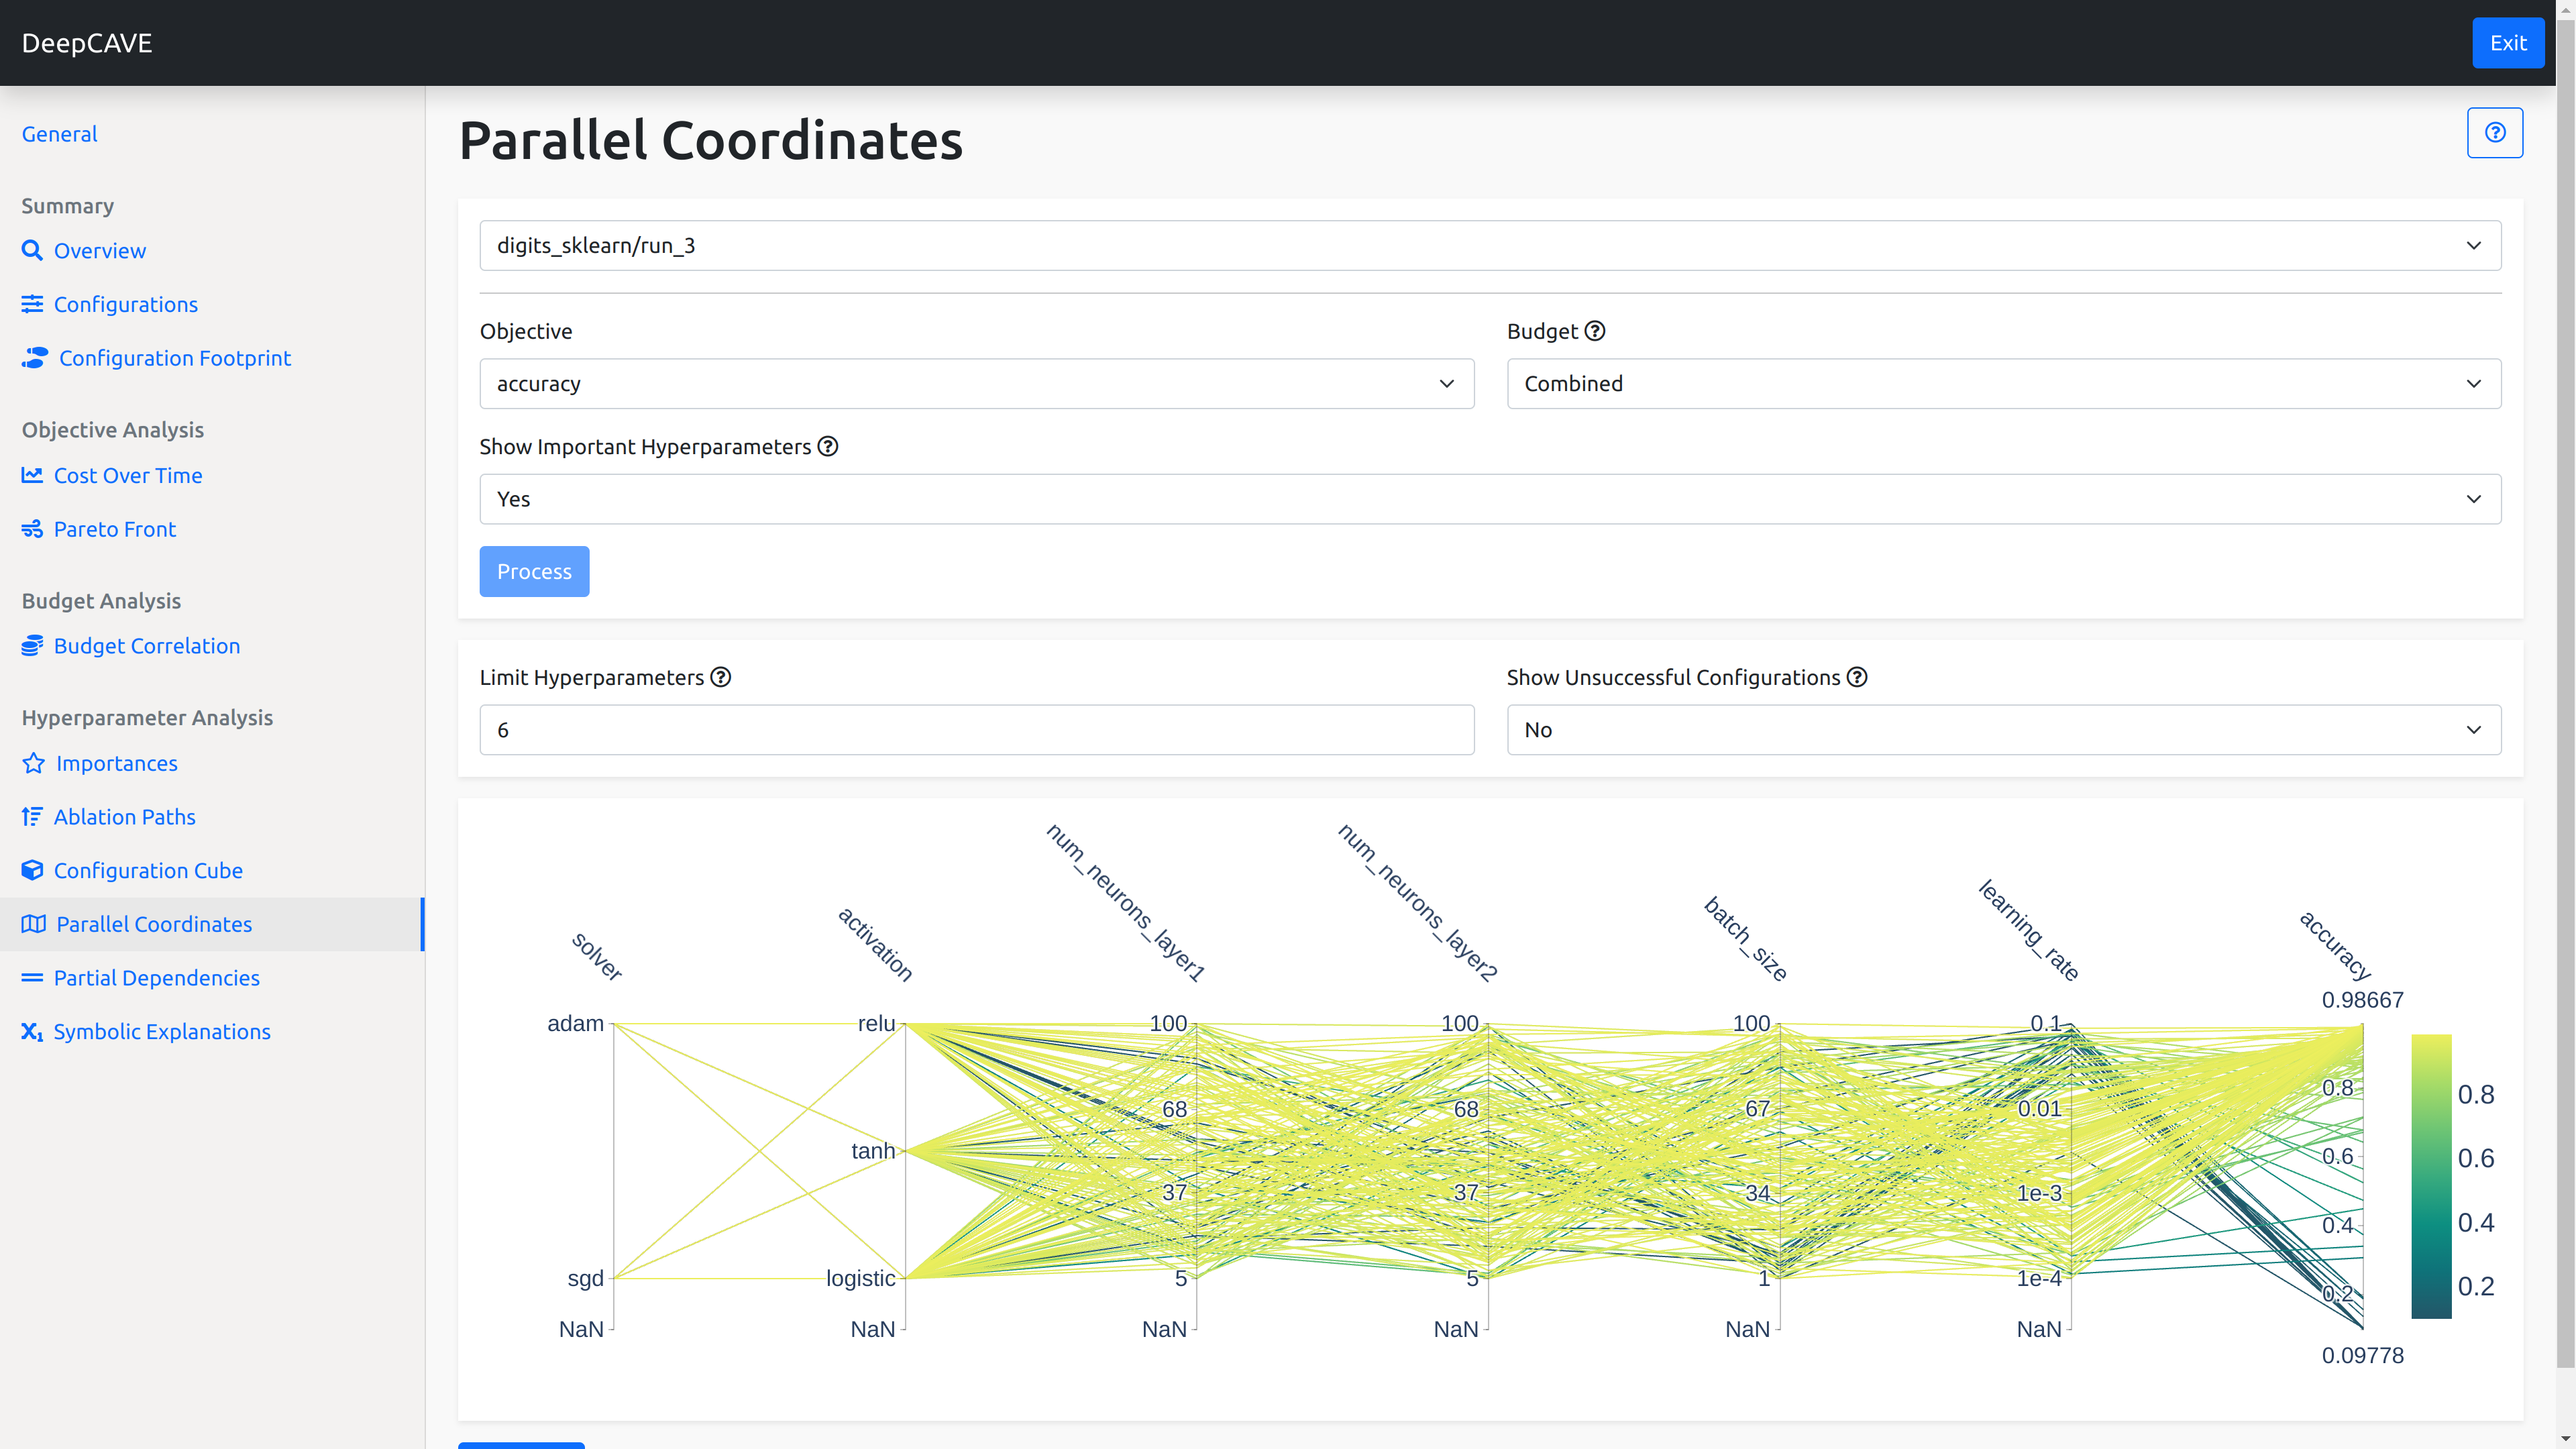 DeepCAVE
Exit
General
Summary
Overview
Configurations
Configuration Footprint
Objective Analysis
Cost Over Time
Pareto Front
Budget Analysis
Budget Correlation
Hyperparameter Analysis
Importances
Ablation Paths
Configuration Cube
Parallel Coordinates
Partial Dependencies
Symbolic Explanations
Parallel Coordinates
digits_sklearn/run_3
Objective
Budget
accuracy
Combined
Show Important Hyperparameters
Yes
Process
Limit Hyperparameters
Show Unsuccessful Configurations
6
No
solver
adam
sgd
NaN
activation
relu
tanh
logistic
NaN
num_neurons_layer1
100
68
37
5
NaN
num_neurons_layer2
100
68
37
5
NaN
batch_size
100
67
34
1
NaN
learning_rate
0.1
0.01
1e-3
1e-4
NaN
accuracy
0.98667
0.8
0.6
0.4
0.2
0.09778
0.8
0.6
0.4
0.2